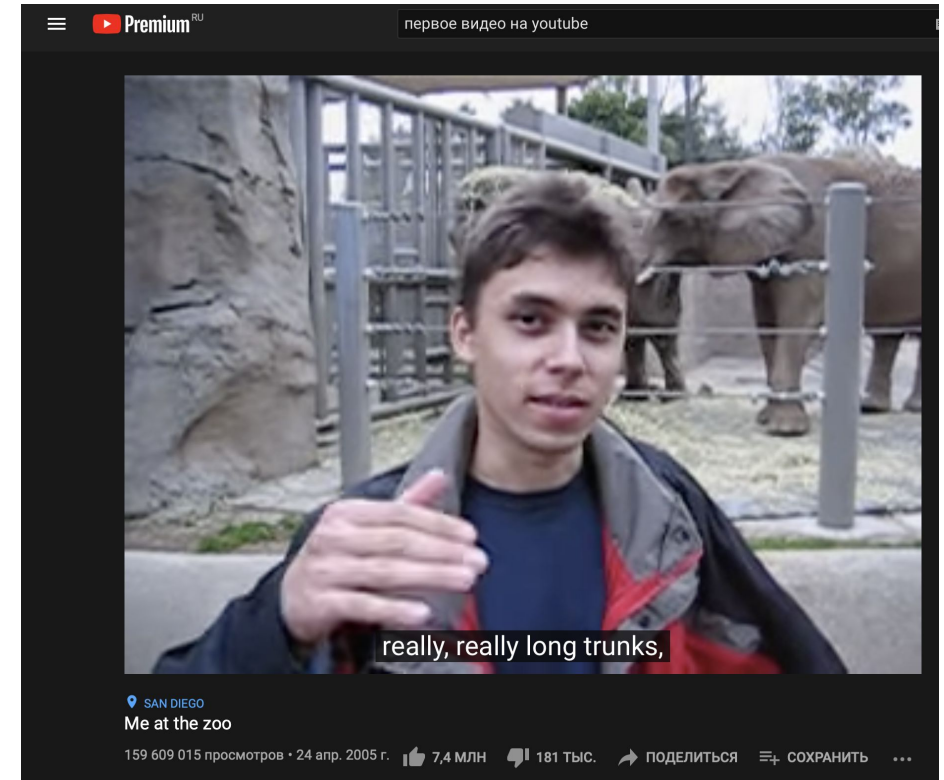 Premium RU
первое видео на youtube
really, really long trunks,
SAN DIEGO
Me at the zoo
159 609 015 просмотров • 24 апр. 2005 г. 7,4 МЛН 181 ТЫС. ПОДЕЛИТЬСЯ СОХРАНИТЬ